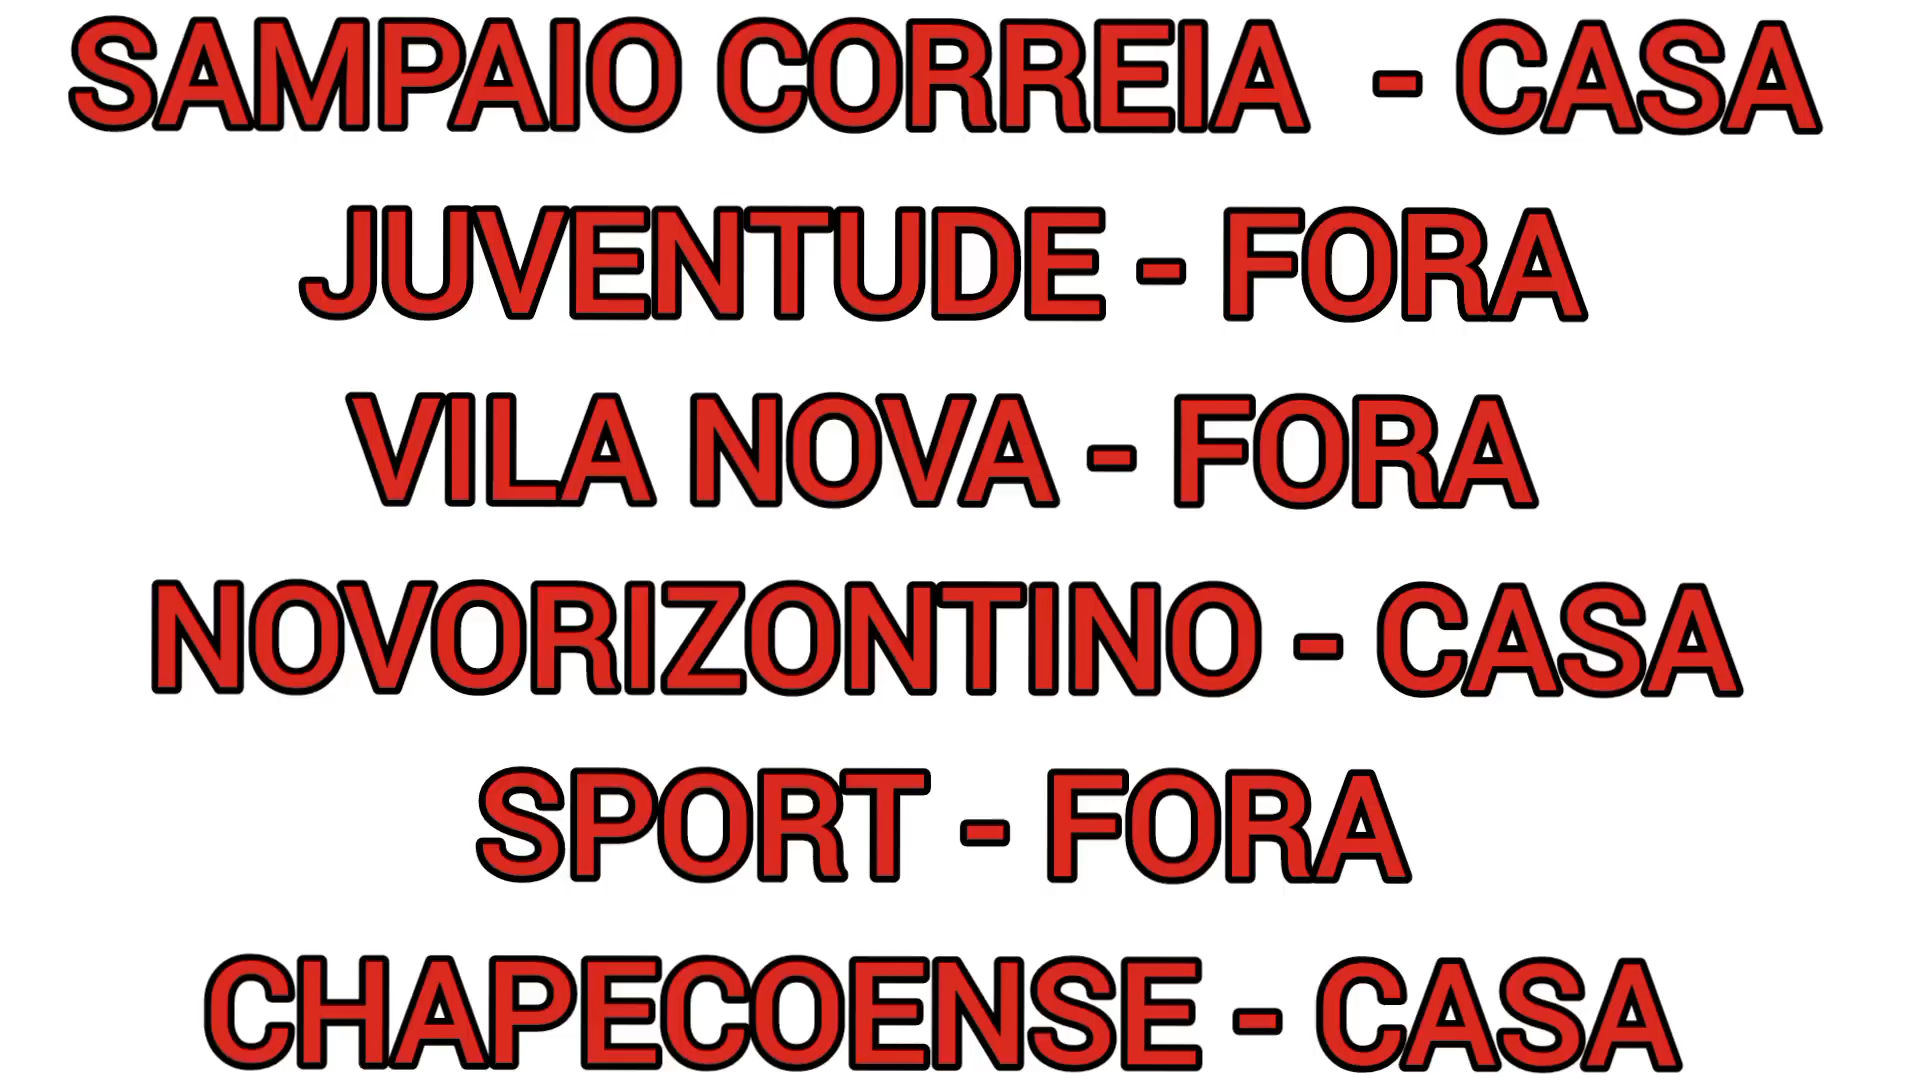 SAMPAIO CORREIA - CASA
JUVENTUDE - FORA
VILA NOVA - FORA
NOVORIZONTINO - CASA
SPORT - FORA
CHAPECOENSE - CASA